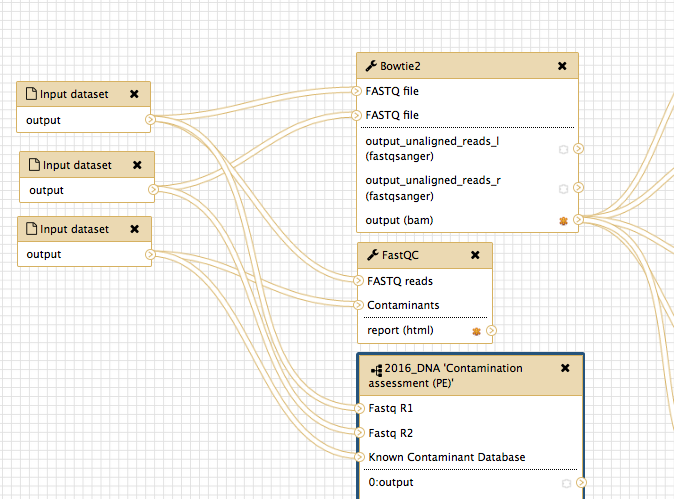 Input dataset
output
Input dataset
output
Input dataset
output
Bowtie2
FASTQ file
FASTQ file
output_unaligned_reads_l
(fastqsanger)
output_unaligned_reads_r
(fastqsanger)
output (bam)
FastQC
FASTQ reads
Contaminants
report (html)
2016_DNA 'Contamination
assessment (PE)'
Fastq R1
Fastq R2
Known Contaminant Database
0:output